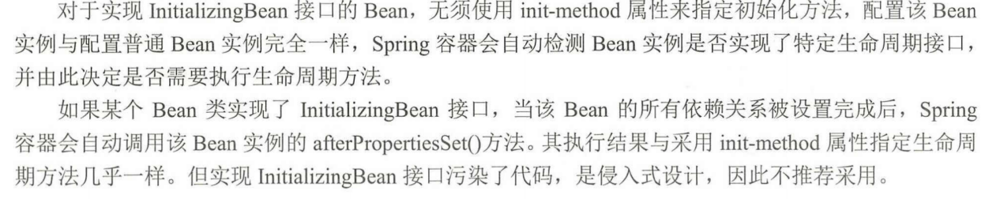 对于实现 InitializingBean 接口的 Bean，无须使用 init-method 属性来指定初始化方法，配置该 Bean
实例与配置普通 Bean 实例完全一样，Spring 容器会自动检测 Bean 实例是否实现了特定生命周期接口，
并由此决定是否需要执行生命周期方法。
如果某个 Bean 类实现了 InitializingBean 接口，当该 Bean 的所有依赖关系被设置完成后，Spring
容器会自动调用该 Bean 实例的 afterPropertiesSet()方法。其执行结果与采用 init-method 属性指定生命周
期方法几乎一样。但实现 InitializingBean 接口污染了代码，是侵入式设计，因此不推荐采用。